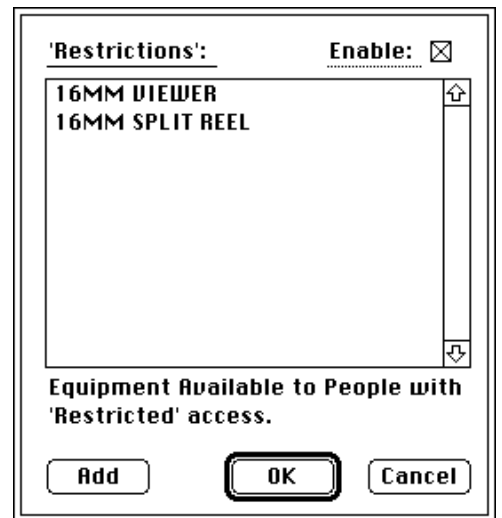 'Restrictions': Enable:
16MM VIEWER
16MM SPLIT REEL
Equipment Available to People with
'Restricted' access.
Add OK Cancel